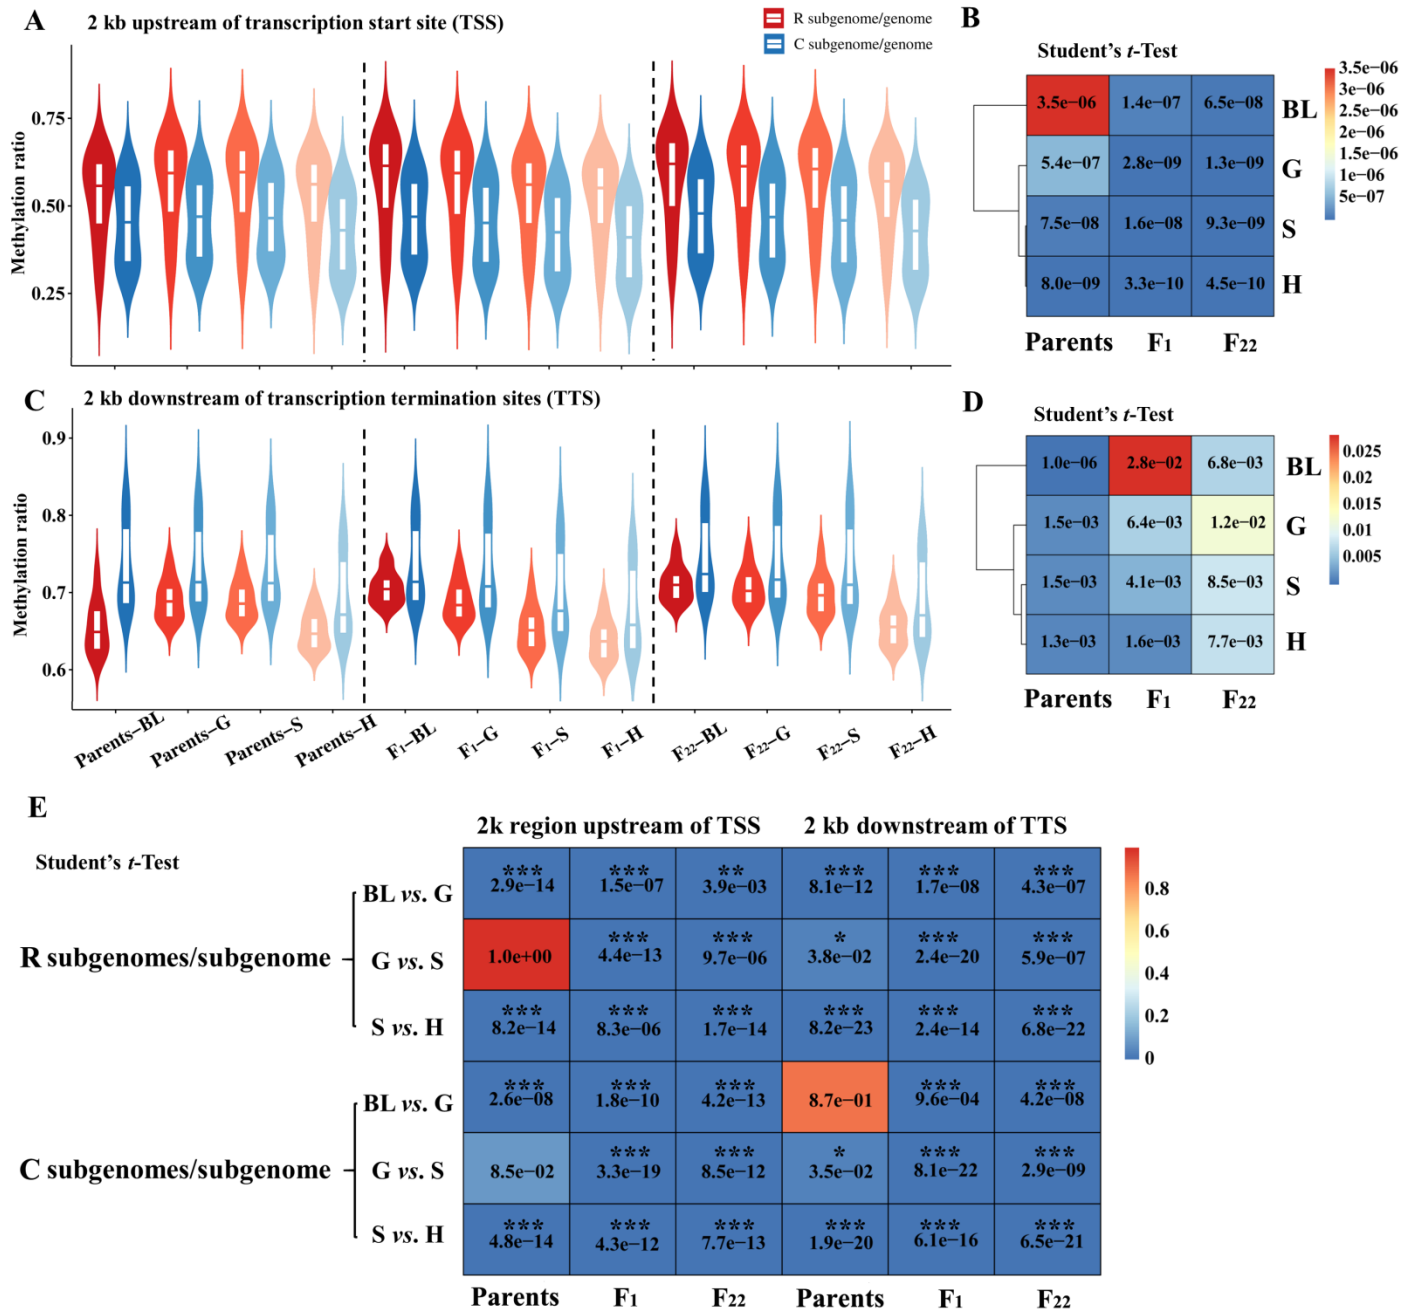 A 2 kb upstream of transcription start site (TSS)
R subgenome/genome
C subgenome/genome
Methylation ratio
0.75
0.50
0.25
B
Student's t-Test
3.5e−06 1.4e−07 6.5e−08 BL
5.4e−07 2.8e−09 1.3e−09 G
7.5e−08 1.6e−08 9.3e−09 S
8.0e−09 3.3e−10 4.5e−10 H
Parents F1 F22
3.5e−06
3e−06
2.5e−06
2e−06
1.5e−06
1e−06
5e−07
C 2 kb downstream of transcription termination sites (TTS)
Methylation ratio
0.9
0.8
0.7
0.6
Parents−BL Parents−G Parents−S Parents−H F1−BL F1−G F1−S F1−H F22−BL F22−G F22−S F22−H
D
Student's t-Test
1.0e−06 2.8e−02 6.8e−03 BL
1.5e−03 6.4e−03 1.2e−02 G
1.5e−03 4.1e−03 8.5e−03 S
1.3e−03 1.6e−03 7.7e−03 H
Parents F1 F22
0.025
0.020
0.015
0.010
0.005
E
2k region upstream of TSS 2 kb downstream of TTS
Student's t-Test
R subgenomes/subgenome
*** *** ** *** *** ***
BL vs. G 2.9e−14 1.5e−07 3.9e−03 8.1e−12 1.7e−08 4.3e−07
*** *** * *** ***
G vs. S 1.0e+00 4.4e−13 9.7e−06 3.8e−02 2.4e−20 5.9e−07
*** *** *** *** *** ***
S vs. H 8.2e−14 8.3e−06 1.7e−14 8.2e−23 2.4e−14 6.8e−22
C subgenomes/subgenome
*** *** *** *** ***
BL vs. G 2.6e−08 1.8e−10 4.2e−13 8.7e−01 9.6e−04 4.2e−08
*** *** * *** ***
G vs. S 8.5e−02 3.3e−19 8.5e−12 3.5e−02 8.1e−22 2.9e−09
*** *** *** *** *** ***
S vs. H 4.8e−14 4.3e−12 7.7e−13 1.9e−20 6.1e−16 6.5e−21
Parents F1 F22 Parents F1 F22
0.8
0.6
0.4
0.2
0